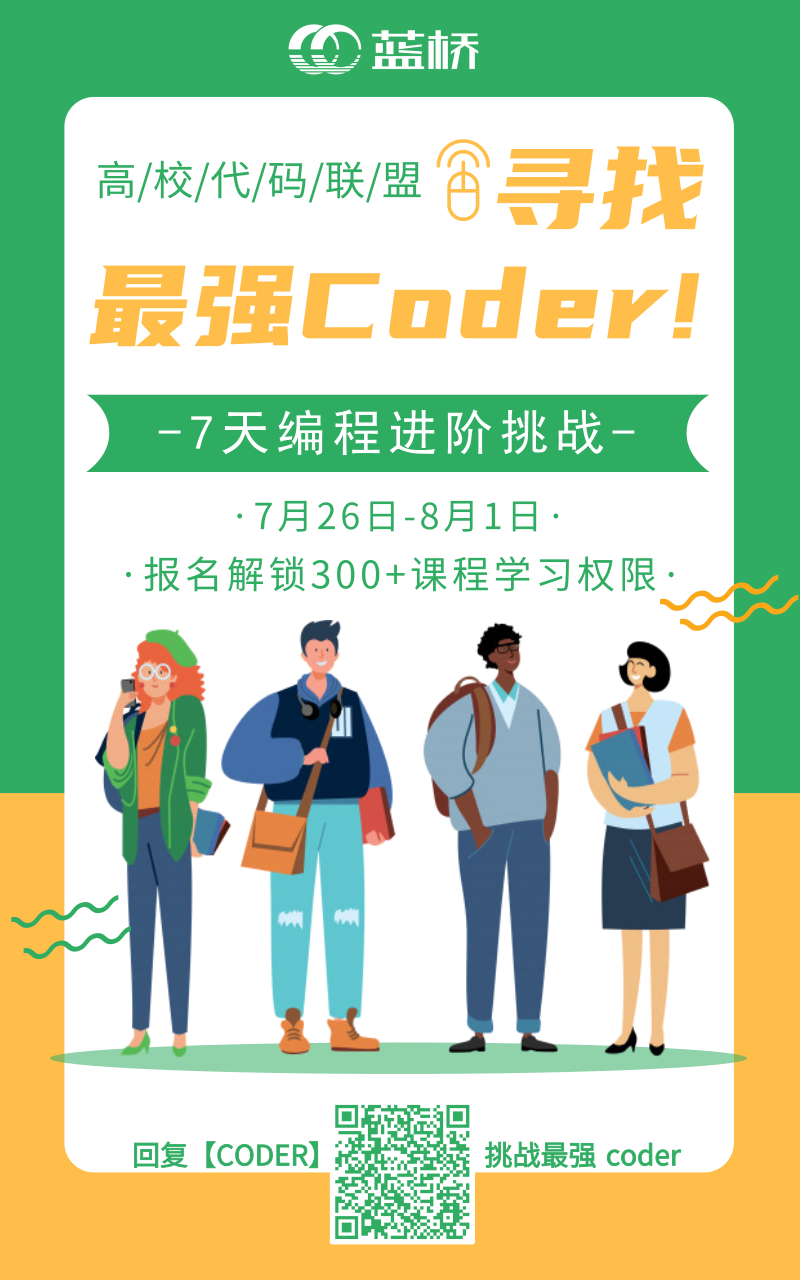 蓝桥
高/校/代/码/联/盟
寻找
最强Coder!
-7天编程进阶挑战-
·7月26日-8月1日·
·报名解锁300+课程学习权限·
回复【CODER】
挑战最强 coder